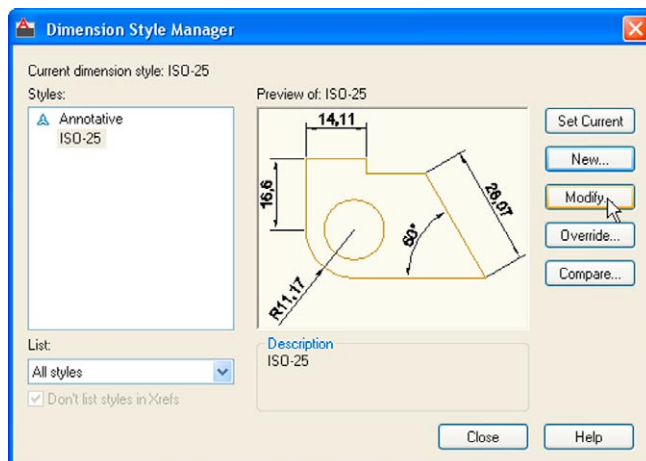 Dimension Style Manager
Current dimension style: ISO-25
Styles:
Annotative
ISO-25
Preview of: ISO-25
14,11
16,6
60°
26,07
R11,17
Set Current
New...
Modify...
Override...
Compare...
List:
All styles
Don't list styles in Xrefs
Description
ISO-25
Close
Help